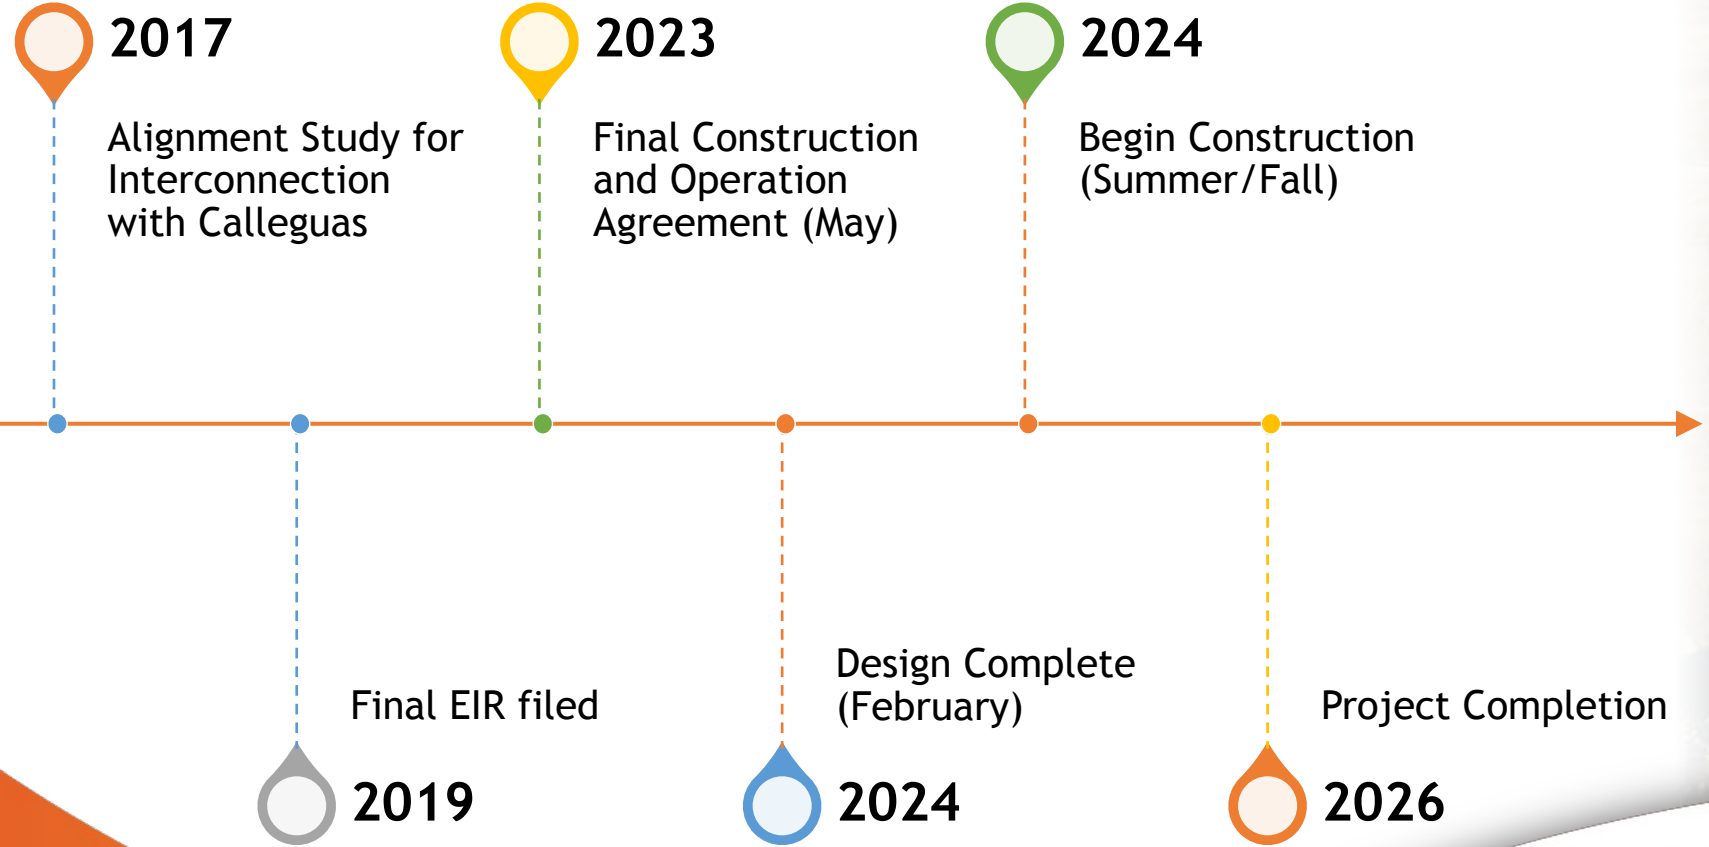 2017
Alignment Study for
Interconnection
with Calleguas
2023
Final Construction
and Operation
Agreement (May)
2024
Begin Construction
(Summer/Fall)
Final EIR filed
2019
Design Complete
(February)
2024
Project Completion
2026